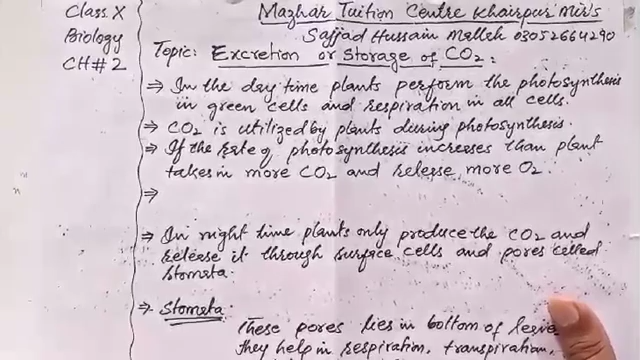 Class X
Mazhar Tuition Centre Khairpur Mir's
Biology
Sajjad Hussain Mallah 03052664290
CH#2
Topic: Excretion or Storage of CO2:
⇒ In the day time plants perform the photosynthesis
in green cells and respiration in all cells.
⇒ CO2 is utilized by plants during photosynthesis.
⇒ If the rate of photosynthesis increases than plant
takes in more CO2 and release more O2.
⇒
⇒ In night time plants only produce the CO2 and
release it through surface cells and pores called
stomata.
⇒ Stomata:
These pores lies in bottom of
they help in respiration, transpiration,